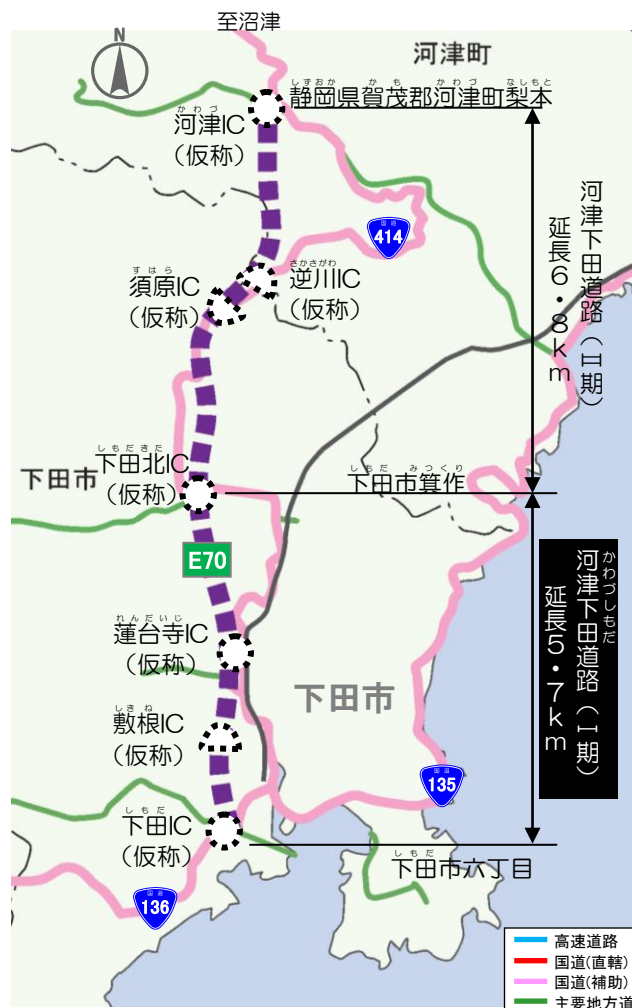 至沼津
N
河津町
しずおか か も かわづ なしもと
静岡県賀茂郡河津町梨本
かわづ
河津IC
(仮称)
国道
414
河津下田道路(Ⅱ期)
延長6・8km
さかさがわ
逆川IC
(仮称)
すはら
須原IC
(仮称)
しもだきた
下田北IC
(仮称)
下田市
しもだ みつくり
下田市箕作
E70
かわづしもだ
河津下田道路(Ⅰ期)
延長5・7km
れんだいじ
蓮台寺IC
(仮称)
下田市
しきね
敷根IC
(仮称)
国道
135
しもだ
下田IC
(仮称)
しもだ
下田市六丁目
国道
136
高速道路
国道(直轄)
国道(補助)
主要地方道